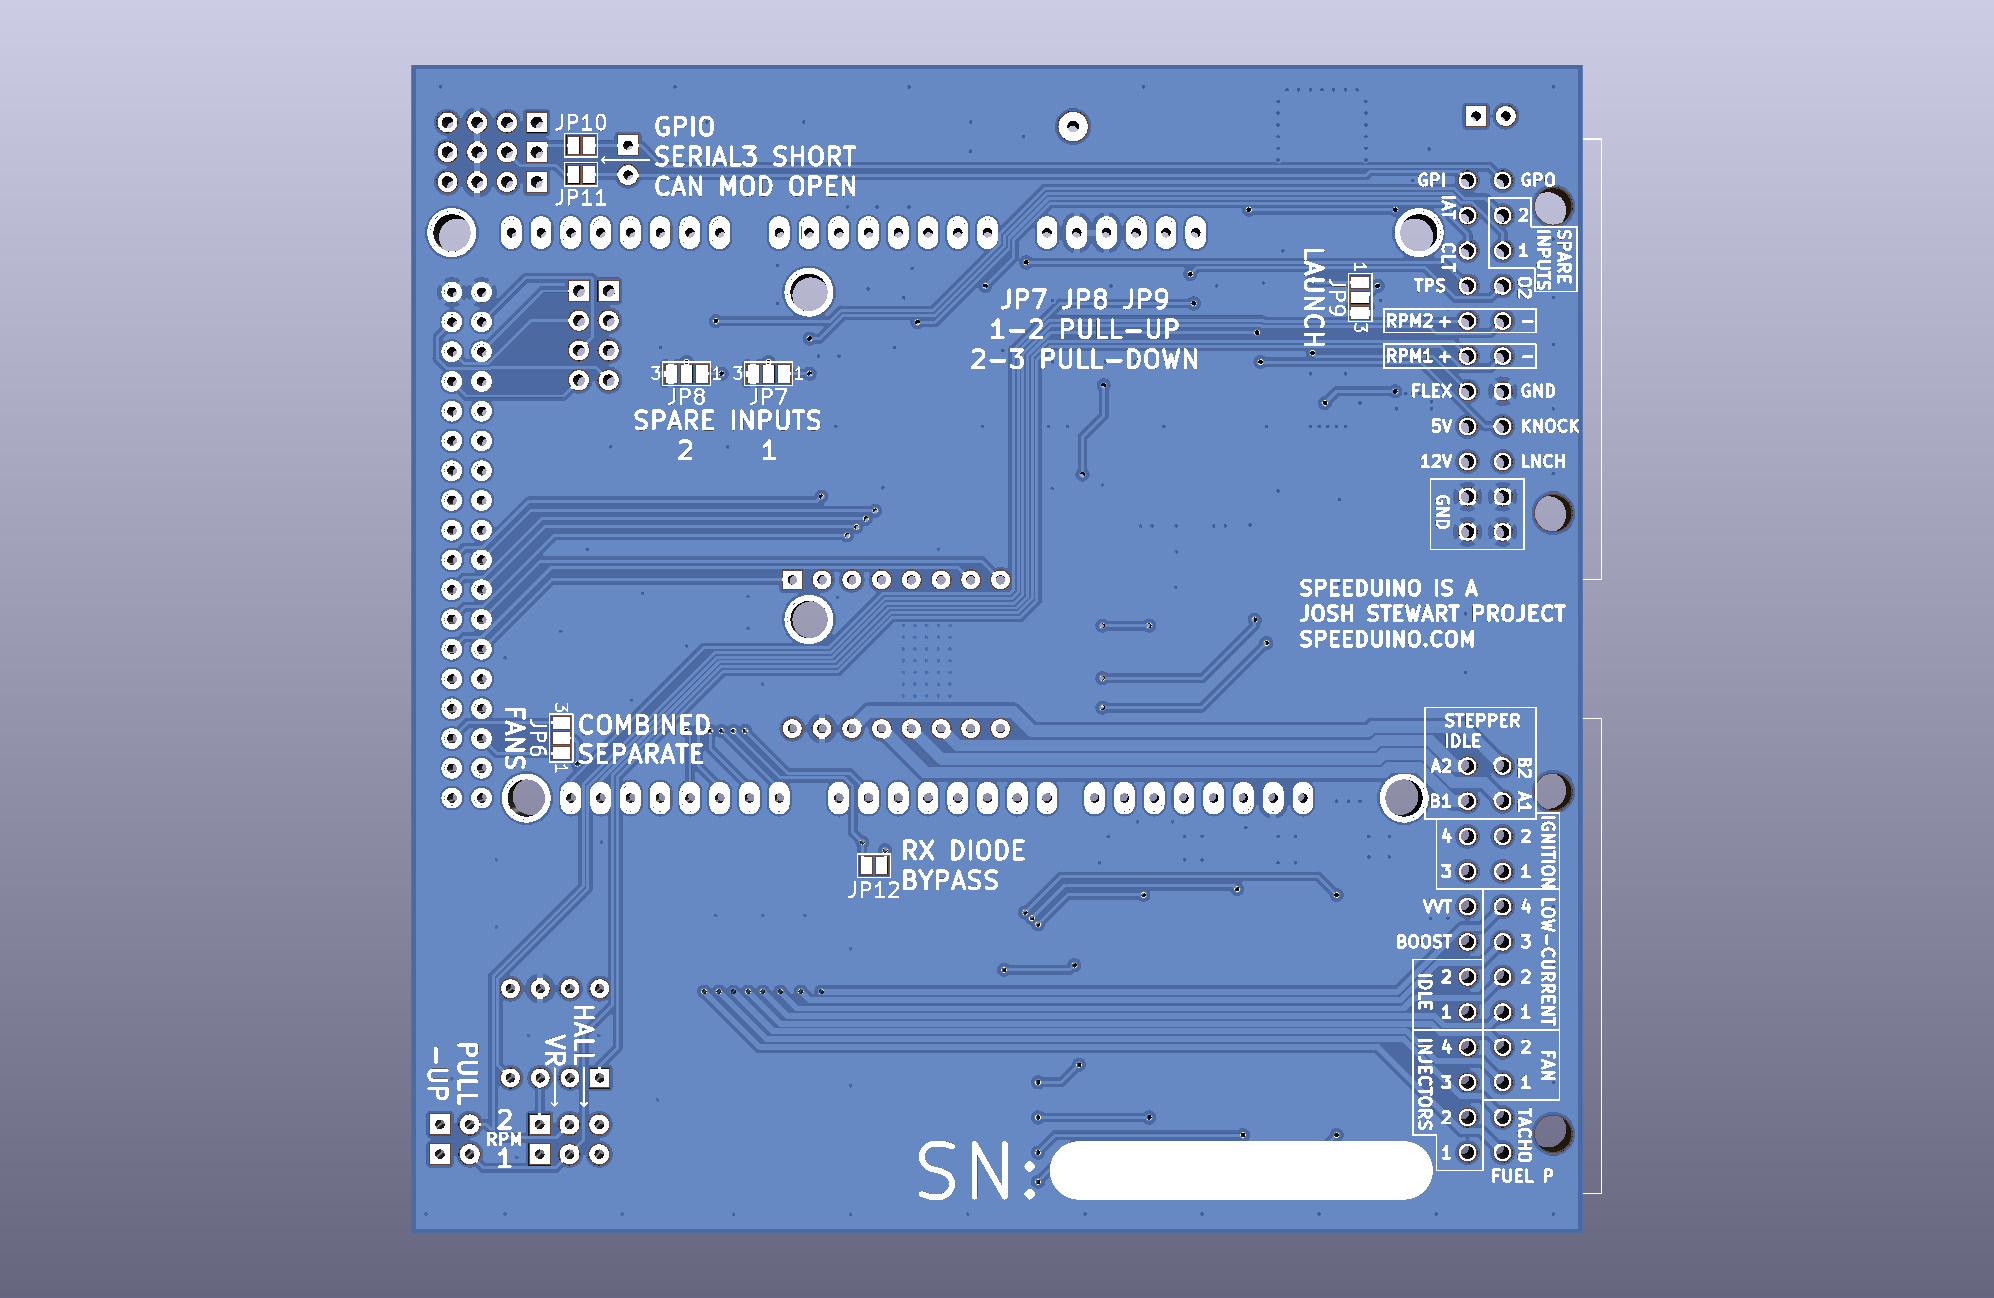 JP10
GPIO
SERIAL3 SHORT
CAN MOD OPEN
JP11
GPI
GPO
IAT
2
CLT
1
SPARE
INPUTS
TPS
O2
RPM2 +
-
RPM1 +
-
FLEX
GND
5V
KNOCK
12V
LNCH
GND
LAUNCH
1
JP9
3
JP7 JP8 JP9
1-2 PULL-UP
2-3 PULL-DOWN
3
1
3
1
JP8
JP7
SPARE INPUTS
2
1
SPEEDUINO IS A
JOSH STEWART PROJECT
SPEEDUINO.COM
FANS
3
JP6
1
COMBINED
SEPARATE
STEPPER
IDLE
A2
B2
B1
A1
4
2
3
1
IGNITION
RX DIODE
BYPASS
JP12
VVT
4
BOOST
3
2
2
1
1
IDLE
LOW-CURRENT
4
2
3
1
FAN
2
1
INJECTORS
TACHO
FUEL P
HALL
VR
PULL
-UP
2
RPM
1
SN: